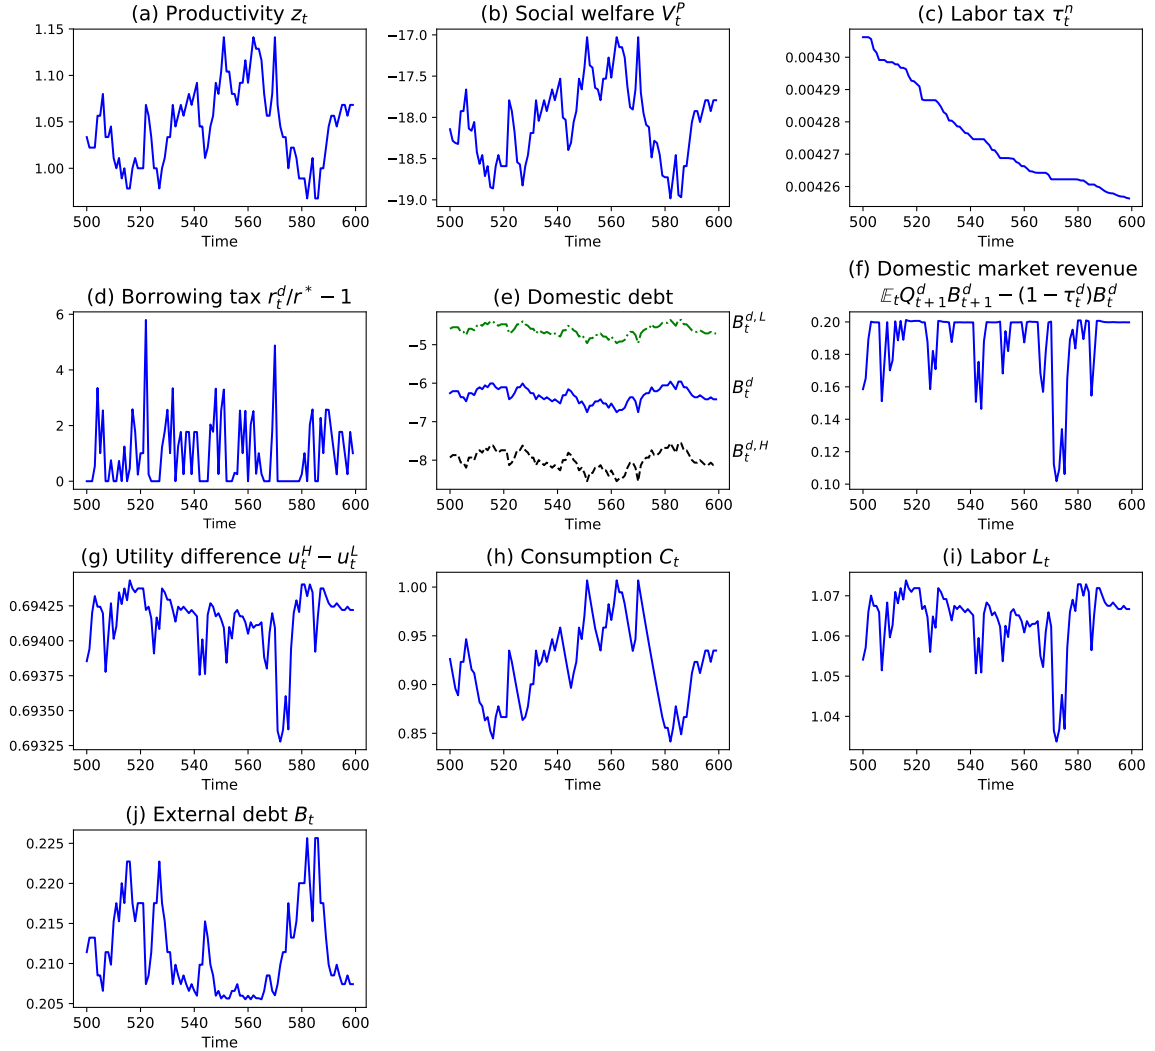 (a) Productivity z_t
1.15
1.10
1.05
1.00
500 520 540 560 580 600
Time
(b) Social welfare V_t^P
−17.0
−17.5
−18.0
−18.5
−19.0
500 520 540 560 580 600
Time
(c) Labor tax τ_t^n
0.00430
0.00429
0.00428
0.00427
0.00426
500 520 540 560 580 600
Time
(d) Borrowing tax r_t^d/r^* − 1
6
4
2
0
500 520 540 560 580 600
Time
(e) Domestic debt
−5
−6
−7
−8
B_t^{d,L}
B_t^d
B_t^{d,H}
500 520 540 560 580 600
Time
(f) Domestic market revenue
𝔼_tQ_{t+1}^dB_{t+1}^d − (1 − τ_t^d)B_t^d
0.20
0.18
0.16
0.14
0.12
0.10
500 520 540 560 580 600
Time
(g) Utility difference u_t^H − u_t^L
0.69425
0.69400
0.69375
0.69350
0.69325
500 520 540 560 580 600
Time
(h) Consumption C_t
1.00
0.95
0.90
0.85
500 520 540 560 580 600
Time
(i) Labor L_t
1.07
1.06
1.05
1.04
500 520 540 560 580 600
Time
(j) External debt B_t
0.225
0.220
0.215
0.210
0.205
500 520 540 560 580 600
Time